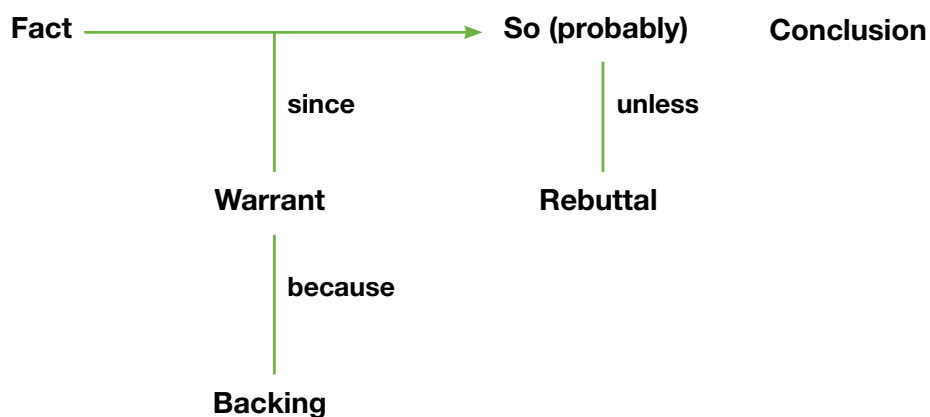 Fact So (probably) Conclusion
since unless
Warrant Rebuttal
because
Backing